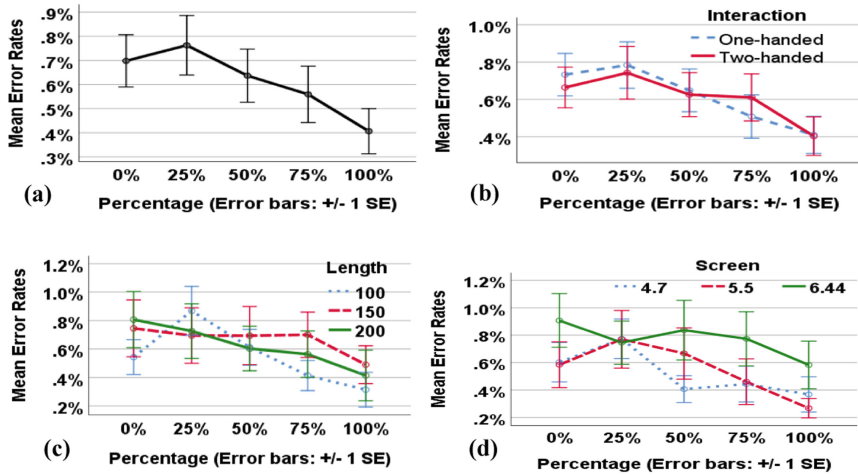 Mean Error Rates
.9%
.8%
.7%
.6%
.5%
.4%
.3%
0% 25% 50% 75% 100%
Percentage (Error bars: +/- 1 SE)
(a)
Mean Error Rates
1.0%
.8%
.6%
.4%
Interaction
One-handed
Two-handed
0% 25% 50% 75% 100%
Percentage (Error bars: +/- 1 SE)
(b)
Mean Error Rates
1.2%
1.0%
.8%
.6%
.4%
.2%
Length
100
150
200
0% 25% 50% 75% 100%
Percentage (Error bars: +/- 1 SE)
(c)
Mean Error Rates
1.2%
1.0%
.8%
.6%
.4%
.2%
Screen
4.7 5.5 6.44
0% 25% 50% 75% 100%
Percentage (Error bars: +/- 1 SE)
(d)